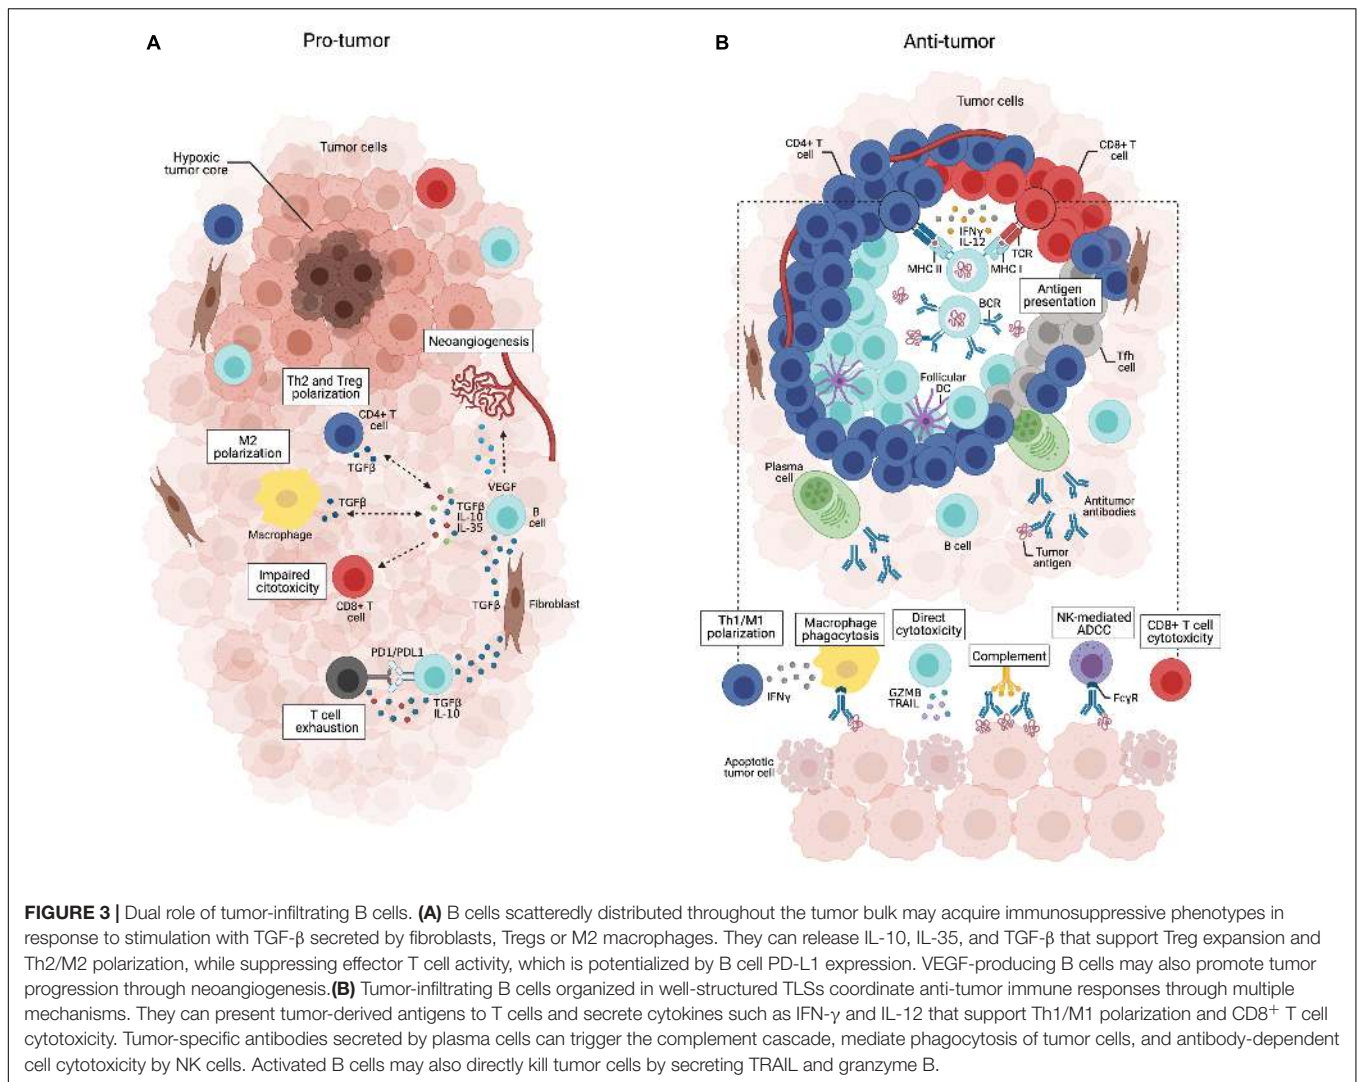 A
Pro-tumor
Tumor cells
Hypoxic
tumor core
Neoangiogenesis
Th2 and Treg
polarization
CD4+ T
cell
TGFβ
M2
polarization
TGFβ
Macrophage
VEGF
TGFβ
IL-10
IL-35
B
cell
Impaired
citotoxicity
CD8+ T
cell
TGFβ
Fibroblast
PD1/PDL1
TGFβ
IL-10
T cell
exhaustion
B
Anti-tumor
Tumor cells
CD4+ T
cell
CD8+ T
cell
IFNγ
IL-12
TCR
MHC II
MHC I
Antigen
presentation
BCR
Tfh
cell
Follicular
DC
Plasma
cell
Antitumor
antibodies
B cell
Tumor
antigen
Th1/M1
polarization
Macrophage
phagocytosis
Direct
cytotoxicity
Complement
NK-mediated
ADCC
CD8+ T cell
cytotoxicity
IFNγ
GZMB
TRAIL
FcγR
Apoptotic
tumor cell
FIGURE 3 | Dual role of tumor-infiltrating B cells. (A) B cells scatteredly distributed throughout the tumor bulk may acquire immunosuppressive phenotypes in
response to stimulation with TGF-β secreted by fibroblasts, Tregs or M2 macrophages. They can release IL-10, IL-35, and TGF-β that support Treg expansion and
Th2/M2 polarization, while suppressing effector T cell activity, which is potentialized by B cell PD-L1 expression. VEGF-producing B cells may also promote tumor
progression through neoangiogenesis.(B) Tumor-infiltrating B cells organized in well-structured TLSs coordinate anti-tumor immune responses through multiple
mechanisms. They can present tumor-derived antigens to T cells and secrete cytokines such as IFN-γ and IL-12 that support Th1/M1 polarization and CD8+ T cell
cytotoxicity. Tumor-specific antibodies secreted by plasma cells can trigger the complement cascade, mediate phagocytosis of tumor cells, and antibody-dependent
cell cytotoxicity by NK cells. Activated B cells may also directly kill tumor cells by secreting TRAIL and granzyme B.